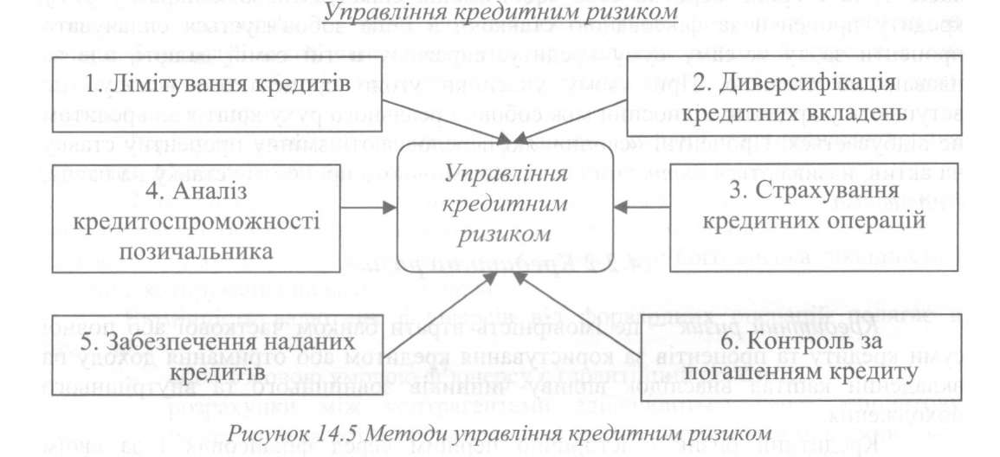 Управління кредитним ризиком
1. Лімітування кредитів
2. Диверсифікація
кредитних вкладень
Управління
кредитним
ризиком
4. Аналіз
кредитоспроможності
позичальника
3. Страхування
кредитних операцій
5. Забезпечення наданих
кредитів
6. Контроль за
погашенням кредиту
Рисунок 14.5 Методи управління кредитним ризиком